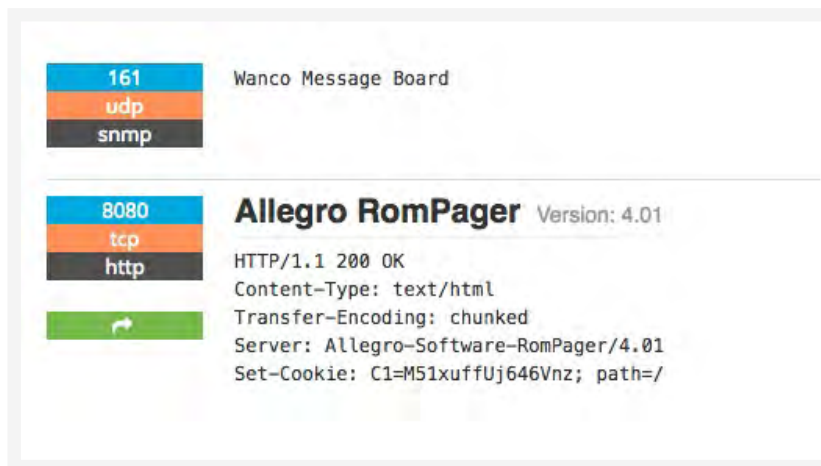 161
udp
snmp
Wanco Message Board
8080
tcp
http
Allegro RomPager Version: 4.01
HTTP/1.1 200 OK
Content-Type: text/html
Transfer-Encoding: chunked
Server: Allegro-Software-RomPager/4.01
Set-Cookie: C1=M51xuffUj646Vnz; path=/